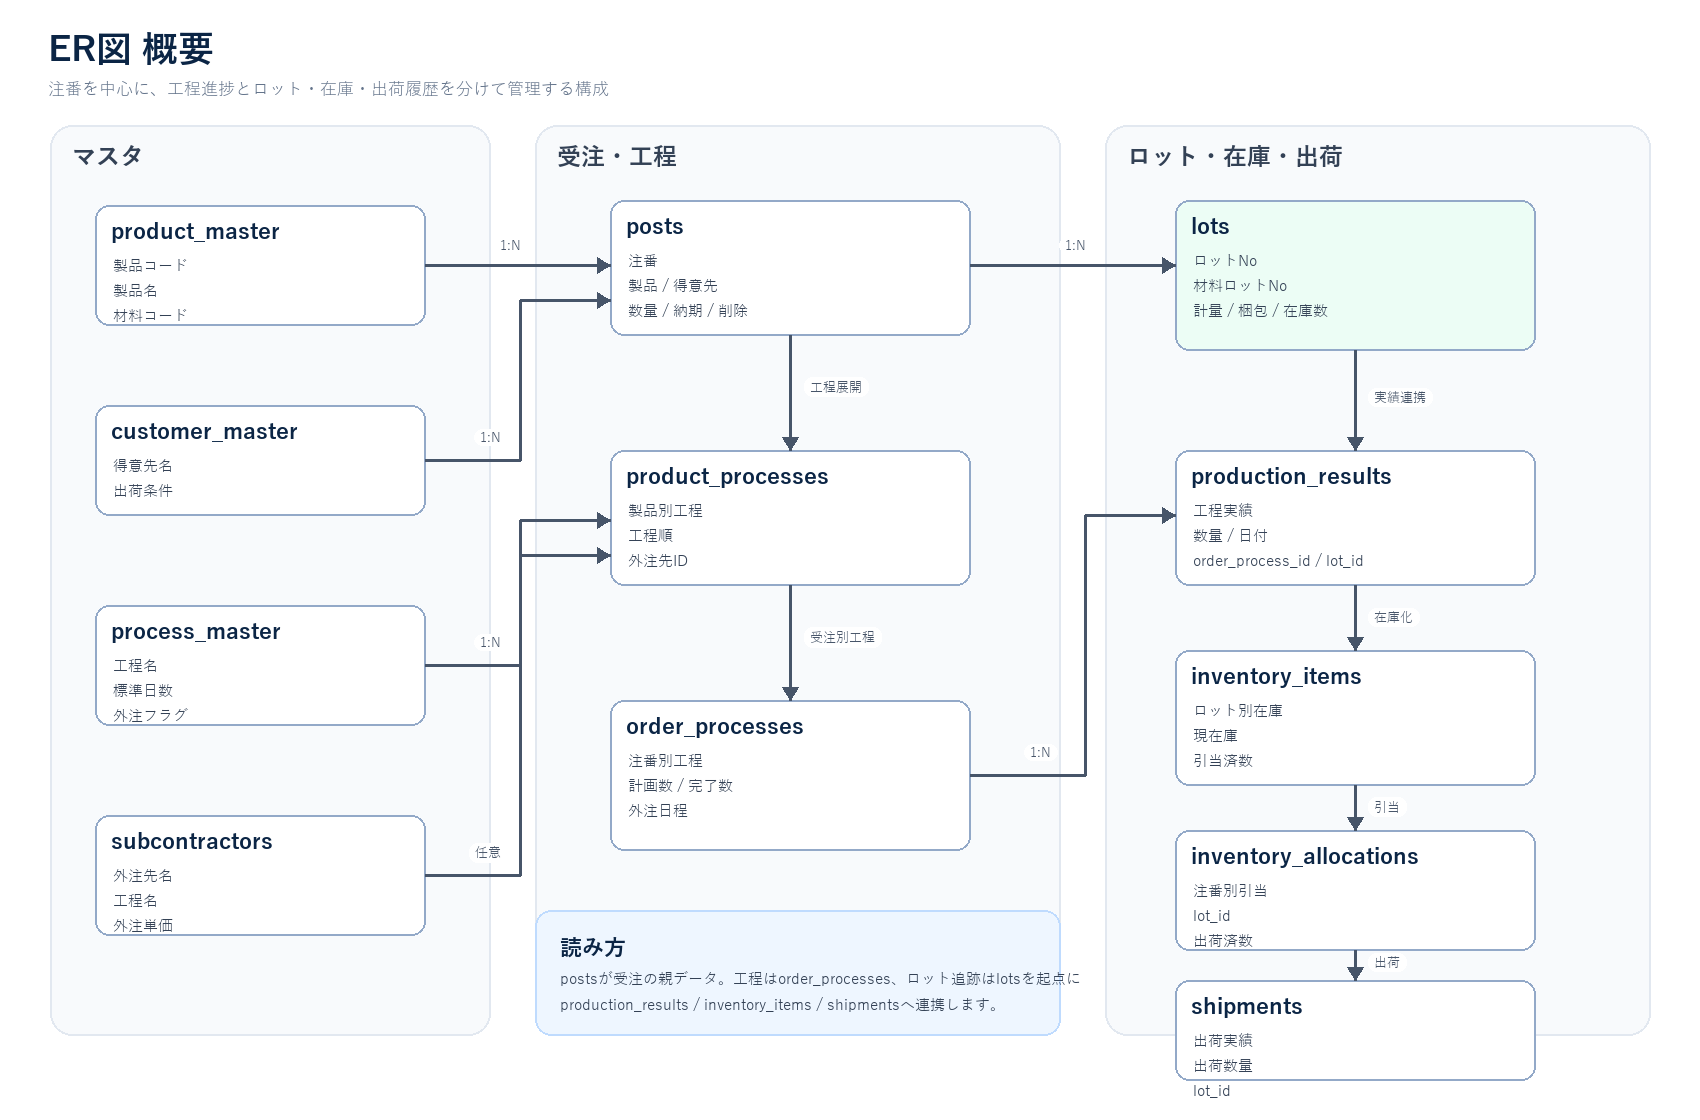 ER図 概要
注番を中心に、工程進捗とロット・在庫・出荷履歴を分けて管理する構成
マスタ
product_master
製品コード
製品名
材料コード
1:N
customer_master
得意先名
出荷条件
1:N
process_master
工程名
標準日数
外注フラグ
1:N
subcontractors
外注先名
工程名
外注単価
任意
受注・工程
posts
注番
製品 / 得意先
数量 / 納期 / 削除
1:N
工程展開
product_processes
製品別工程
工程順
外注先ID
受注別工程
order_processes
注番別工程
計画数 / 完了数
外注日程
1:N
読み方
postsが受注の親データ。工程はorder_processes、ロット追跡はlotsを起点に
production_results / inventory_items / shipmentsへ連携します。
ロット・在庫・出荷
lots
ロットNo
材料ロットNo
計量 / 梱包 / 在庫数
実績連携
production_results
工程実績
数量 / 日付
order_process_id / lot_id
在庫化
inventory_items
ロット別在庫
現在庫
引当済数
引当
inventory_allocations
注番別引当
lot_id
出荷済数
出荷
shipments
出荷実績
出荷数量
lot_id